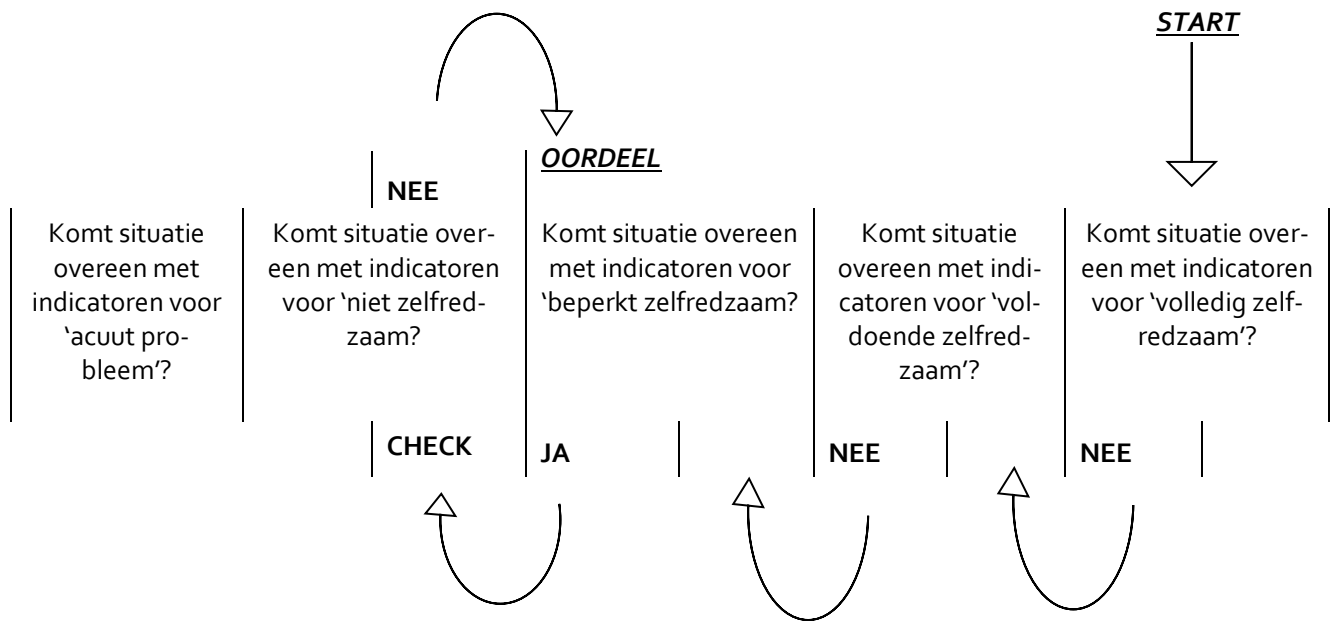 START
OORDEEL
NEE
Komt situatie
overeen met
indicatoren voor
‘acuut pro-
bleem’?
Komt situatie over-
een met indicatoren
voor ‘niet zelfred-
zaam?
Komt situatie overeen
met indicatoren voor
‘beperkt zelfredzaam?
Komt situatie
overeen met indi-
catoren voor ‘vol-
doende zelfred-
zaam’?
Komt situatie over-
een met indicatoren
voor ‘volledig zelf-
redzaam’?
CHECK
JA
NEE
NEE